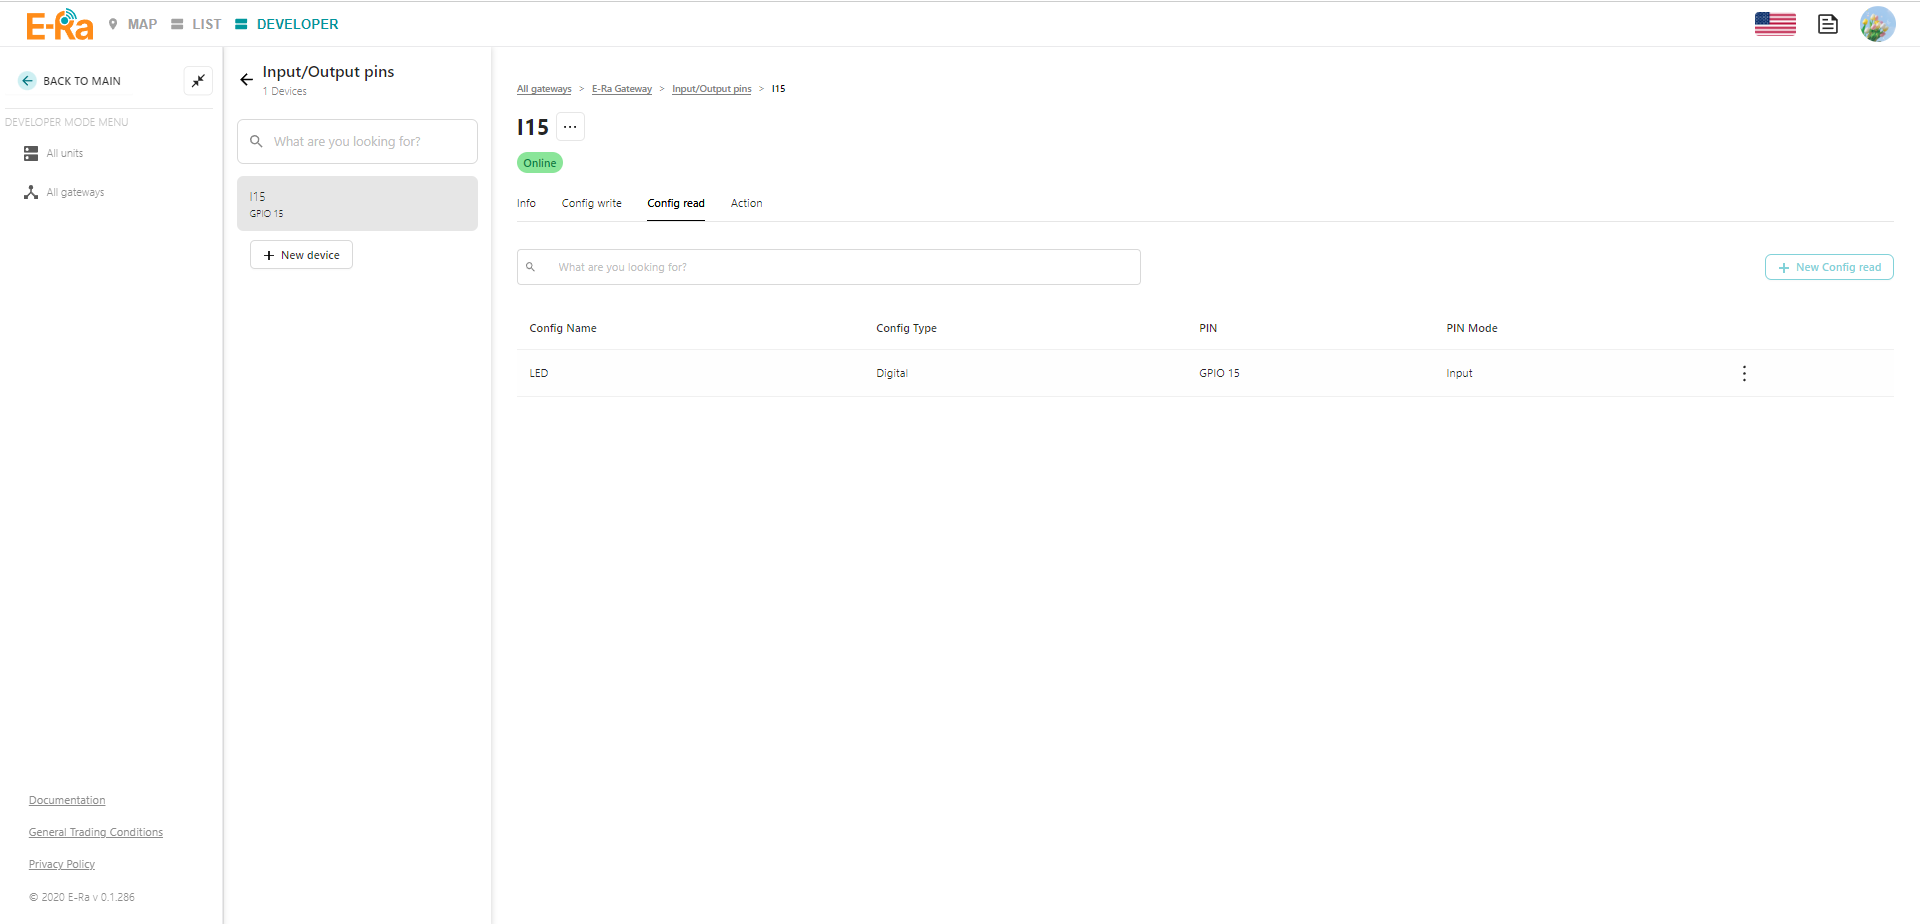 E-Ra MAP LIST DEVELOPER
BACK TO MAIN
DEVELOPER MODE MENU
All units
All gateways
Documentation
General Trading Conditions
Privacy Policy
© 2020 E-Ra v 0.1.286
Input/Output pins
1 Devices
What are you looking for?
I15
GPIO 15
+ New device
All gateways > E-Ra Gateway > Input/Output pins > I15
I15 ...
Online
Info Config write Config read Action
What are you looking for?
+ New Config read
Config Name Config Type PIN PIN Mode
LED Digital GPIO 15 Input